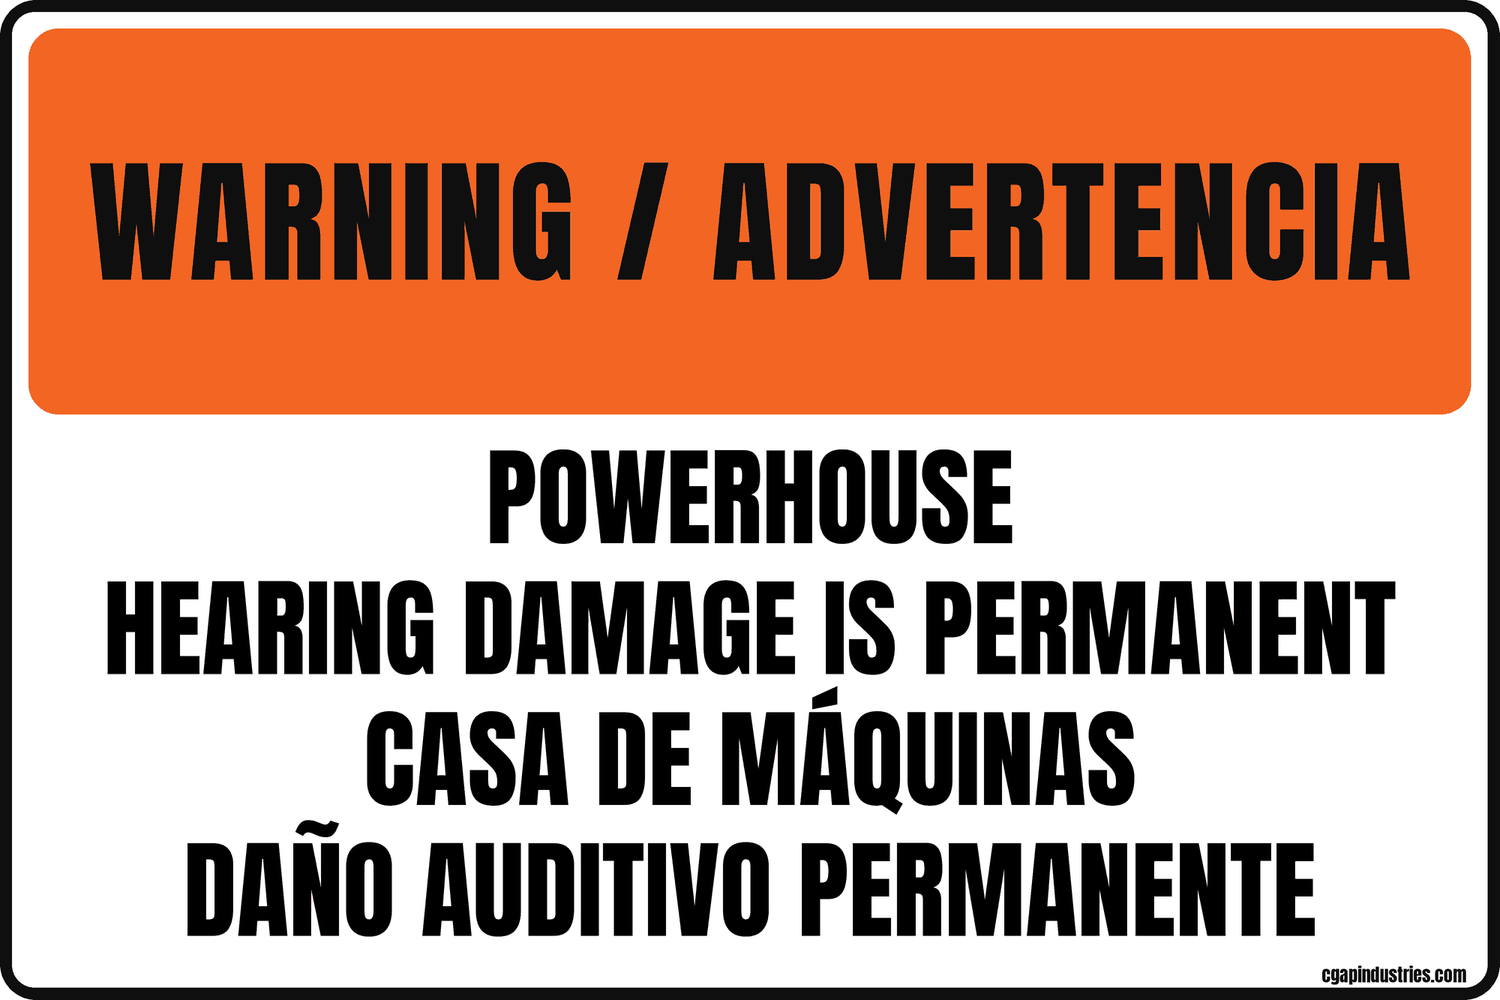 WARNING / ADVERTENCIA
POWERHOUSE
HEARING DAMAGE IS PERMANENT
CASA DE MÁQUINAS
DAÑO AUDITIVO PERMANENTE
cgapindustries.com